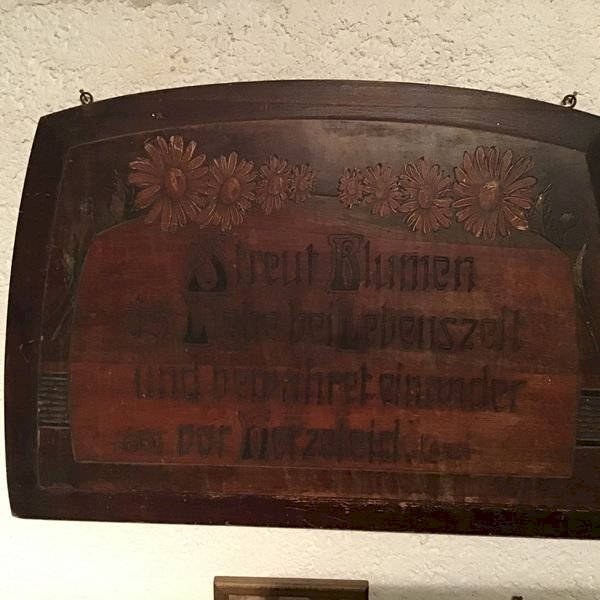 Streut Blumen
der Liebe bei Lebenszeit
und bewahret einander
vor Herzeleid.